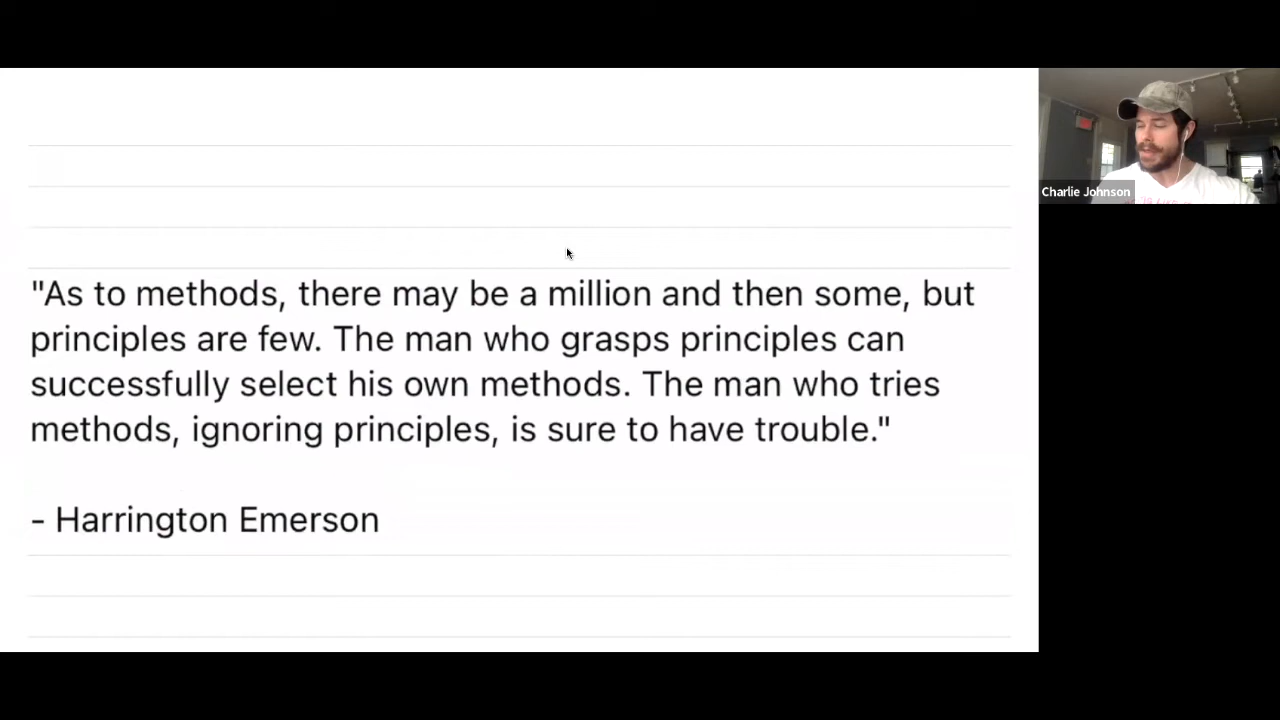 "As to methods, there may be a million and then some, but
principles are few. The man who grasps principles can
successfully select his own methods. The man who tries
methods, ignoring principles, is sure to have trouble."
- Harrington Emerson
Charlie Johnson